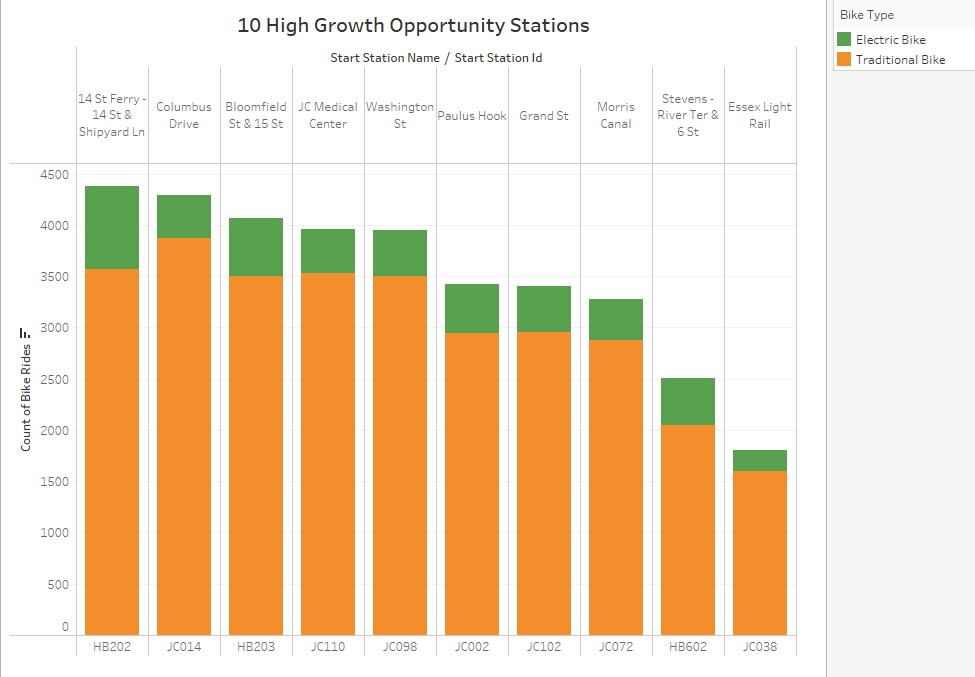 10 High Growth Opportunity Stations
Start Station Name / Start Station Id
14 St Ferry -
14 St &
Shipyard Ln
Columbus
Drive
Bloomfield
St & 15 St
JC Medical
Center
Washington
St
Paulus Hook
Grand St
Morris
Canal
Stevens -
River Ter &
6 St
Essex Light
Rail
4500
4000
3500
3000
2500
2000
1500
1000
500
0
Count of Bike Rides
HB202
JC014
HB203
JC110
JC098
JC002
JC102
JC072
HB602
JC038
Bike Type
Electric Bike
Traditional Bike